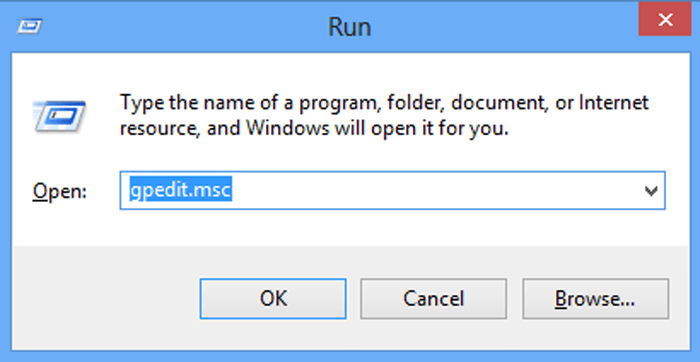 Run
Type the name of a program, folder, document, or Internet
resource, and Windows will open it for you.
Open: gpedit.msc
OK Cancel Browse...